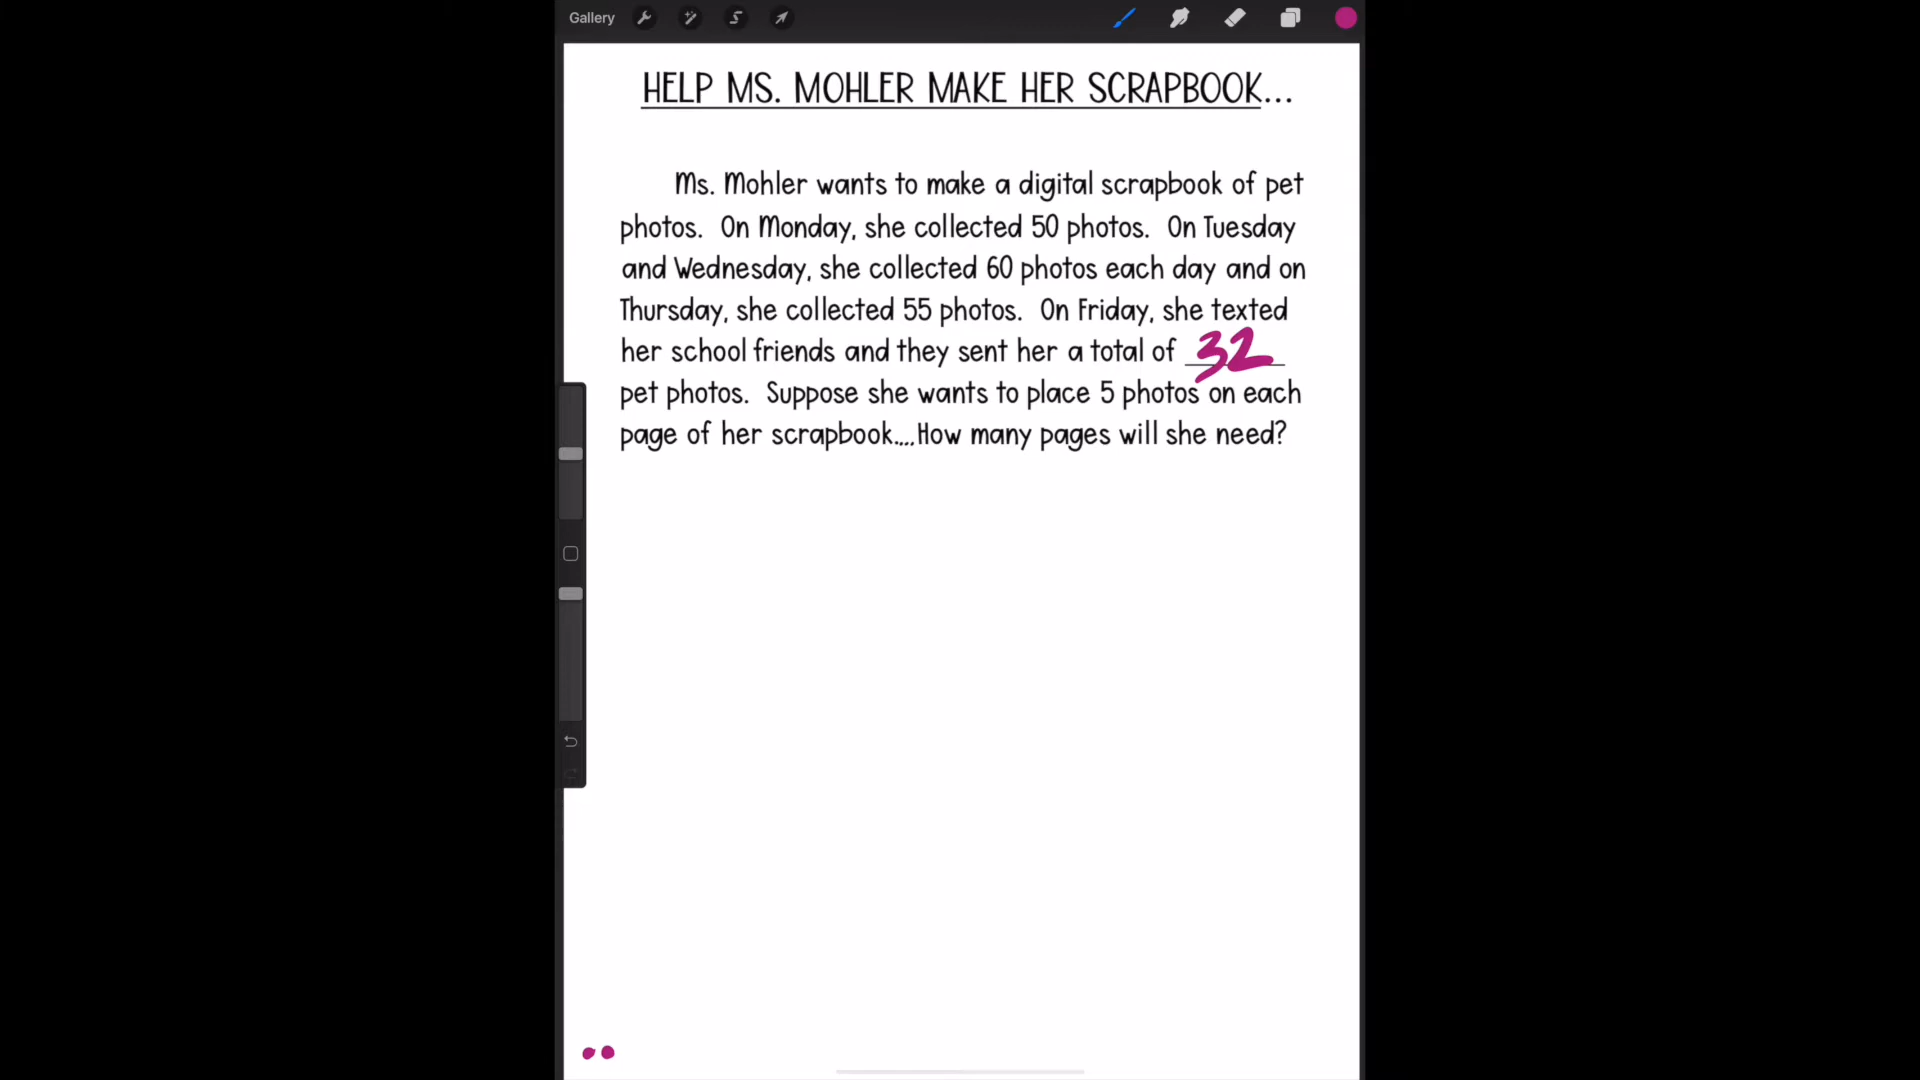 Gallery
HELP MS. MOHLER MAKE HER SCRAPBOOK...
Ms. Mohler wants to make a digital scrapbook of pet
photos. On Monday, she collected 50 photos. On Tuesday
and Wednesday, she collected 60 photos each day and on
Thursday, she collected 55 photos. On Friday, she texted
her school friends and they sent her a total of 32
pet photos. Suppose she wants to place 5 photos on each
page of her scrapbook....How many pages will she need?